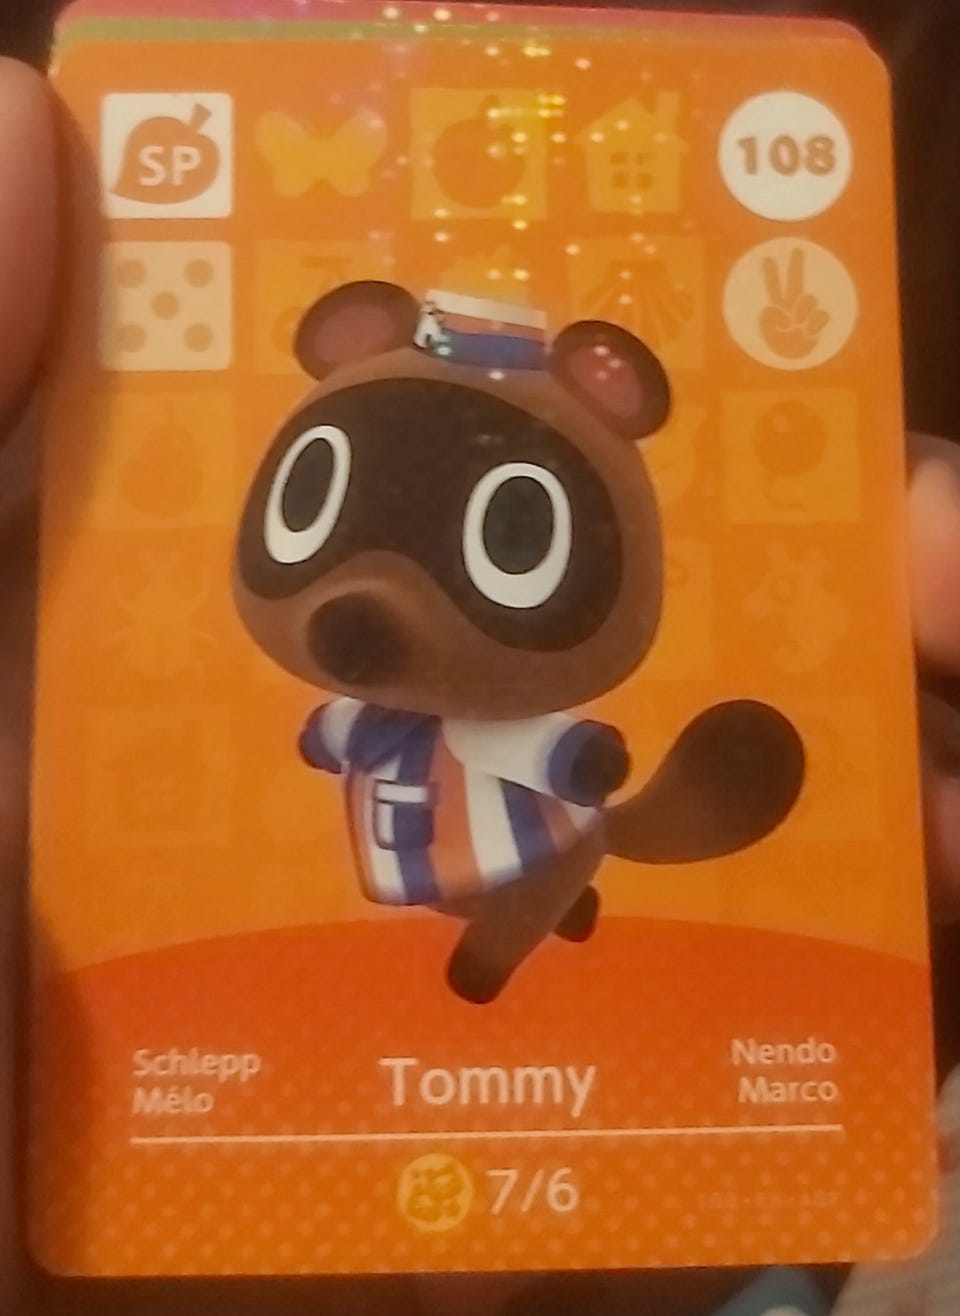 SP
108
Schlepp
Mélo
Tommy
Nendo
Marco
7/6